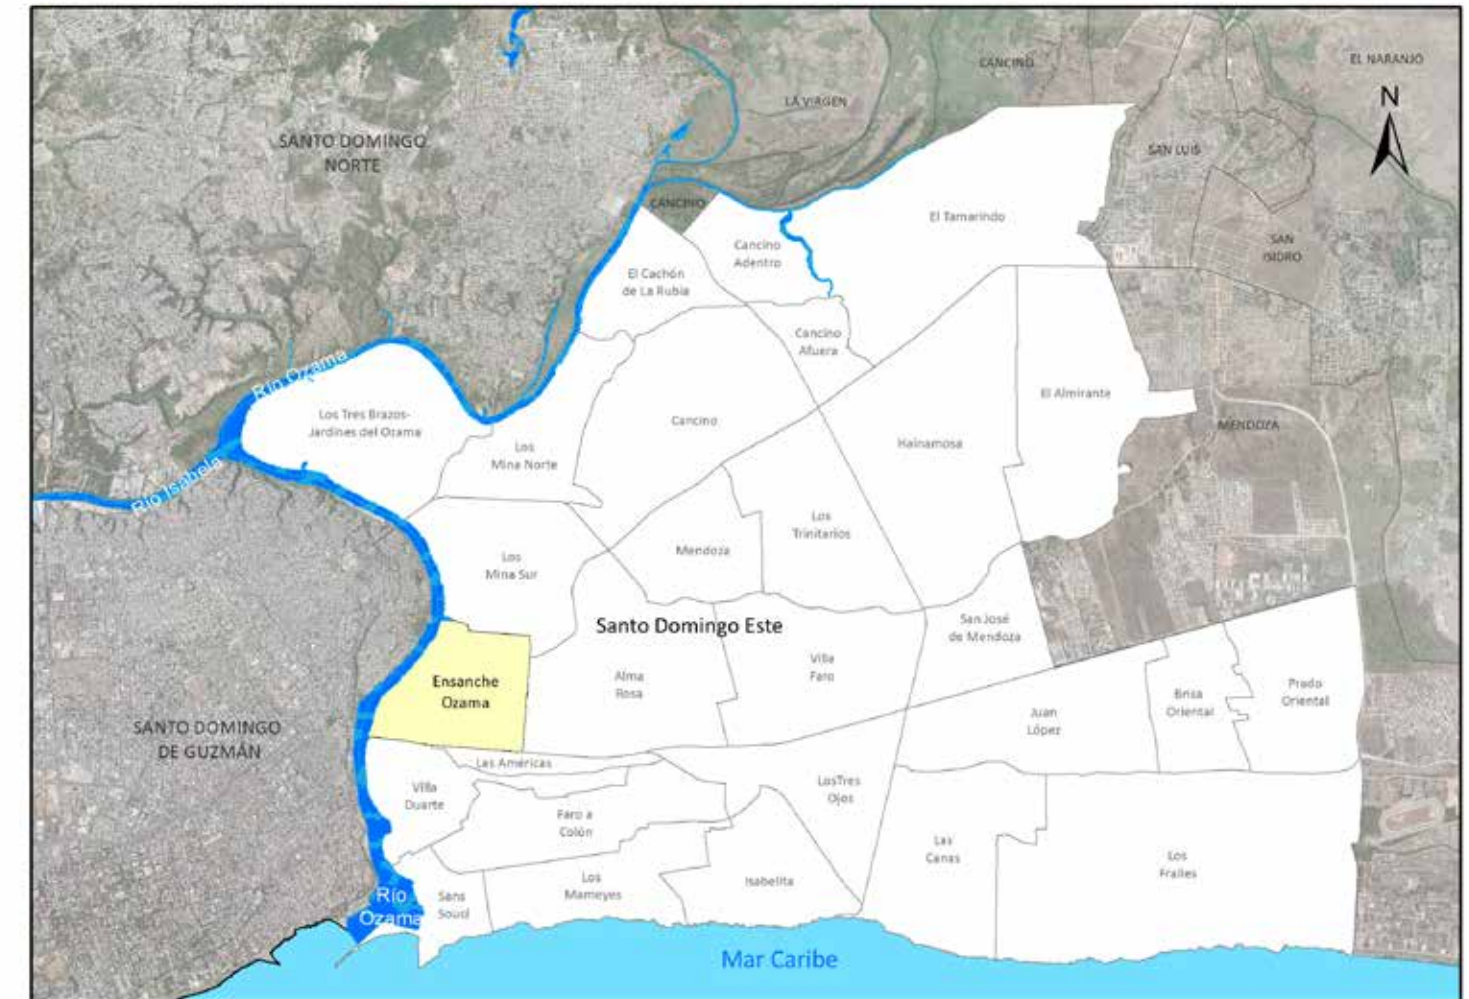 CANCINO
EL NARANJO
N
LA VIRGEN
SANTO DOMINGO
NORTE
SAN LUIS
CANCINO
El Tamarindo
SAN
ISIDRO
Cancino
Adentro
El Cachón
de La Rubia
Cancino
Afuera
Río Ozama
El Almirante
Los Tres Brazos-
Jardines del Ozama
Cancino
MENDOZA
Hainamosa
Los
Mina Norte
Río Isabela
Los
Trinitarios
Mendoza
Los
Mina Sur
Santo Domingo Este
San José
de Mendoza
Villa
Faro
Ensanche
Ozama
Alma
Rosa
Prado
Oriental
Brisa
Oriental
Juan
López
SANTO DOMINGO
DE GUZMÁN
Las Américas
LosTres
Ojos
Villa
Duarte
Faro a
Colón
Las
Canas
Los
Frailes
Los
Mameyes
Isabelita
Río
Ozama
Sans
Souci
Mar Caribe